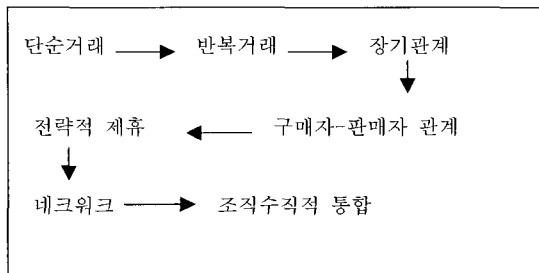 단순거래 반복거래 장기관계
전략적 제휴 구매자-판매자 관계
네크워크 조직수직적 통합